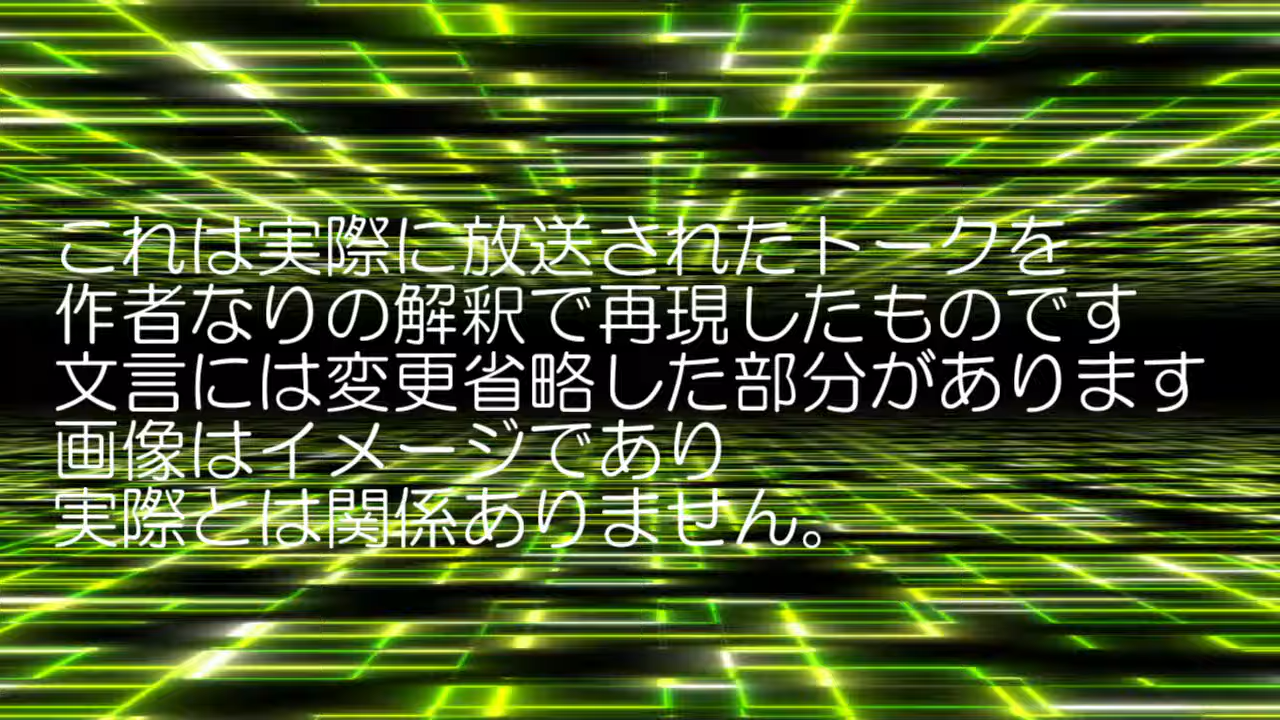 これは実際に放送されたトークを
作者なりの解釈で再現したものです
文言には変更省略した部分があります
画像はイメージであり
実際とは関係ありません。